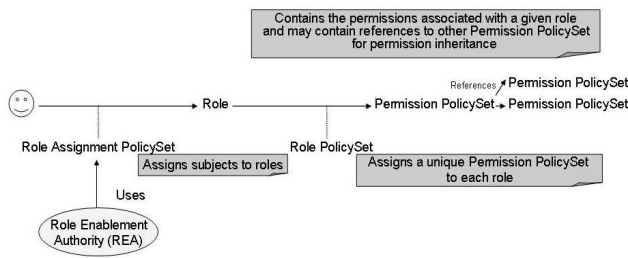 Contains the permissions associated with a given role
and may contain references to other Permission PolicySet
for permission inheritance
References
Permission PolicySet
Role
Permission PolicySet
Permission PolicySet
Role Assignment PolicySet
Role PolicySet
Assigns subjects to roles
Assigns a unique Permission PolicySet
to each role
Uses
Role Enablement
Authority (REA)